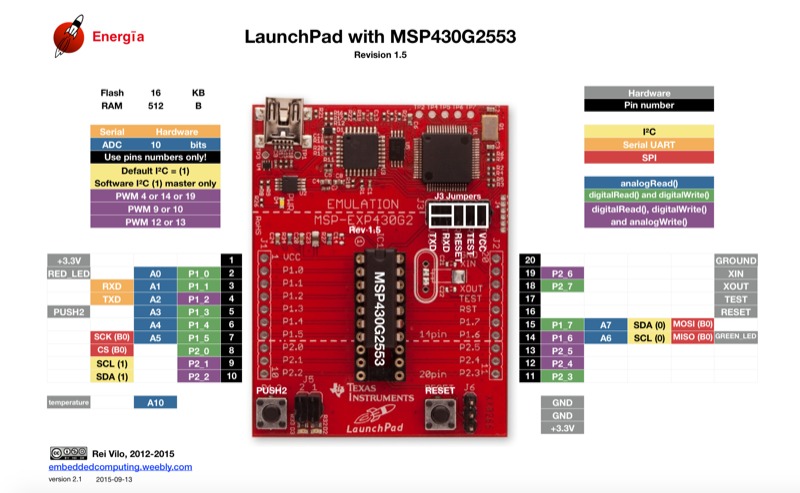 Energīa
LaunchPad with MSP430G2553
Revision 1.5
Flash 16 KB
RAM 512 B
Serial Hardware
ADC 10 bits
Use pins numbers only!
Default I²C = (1)
Software I²C (1) master only
PWM 4 or 14 or 19
PWM 9 or 10
PWM 12 or 13
Hardware
Pin number
I²C
Serial UART
SPI
analogRead()
digitalRead() and digitalWrite()
digitalRead(), digitalWrite()
and analogWrite()
+3.3V 1
RED_LED A0 P1_0 2
RXD A1 P1_1 3
TXD A2 P1_2 4
PUSH2 A3 P1_3 5
A4 P1_4 6
SCK (B0) A5 P1_5 7
CS (B0) P2_0 8
SCL (1) P2_1 9
SDA (1) P2_2 10
temperature A10
EMULATION
MSP-EXP430G2
Rev 1.5
J3 Jumpers
TXD
RXD
RESET
TEST
VCC
J1
VCC
P1.0
P1.1
P1.2
P1.3
P1.4
P1.5
P2.0
P2.1
P2.2
MSP430G2553
J2
XIN
XOUT
TEST
RST
P1.7
P1.6
P2.5
P2.4
P2.3
14pin
20pin
PUSH2
J5
TEXAS
INSTRUMENTS
LaunchPad
RESET
J6
20 GROUND
19 P2_6 XIN
18 P2_7 XOUT
17 TEST
16 RESET
15 P1_7 A7 SDA (0) MOSI (B0)
14 P1_6 A6 SCL (0) MISO (B0) GREEN_LED
13 P2_5
12 P2_4
11 P2_3
GND
GND
+3.3V
Rei Vilo, 2012-2015
embeddedcomputing.weebly.com
version 2.1 2015-09-13